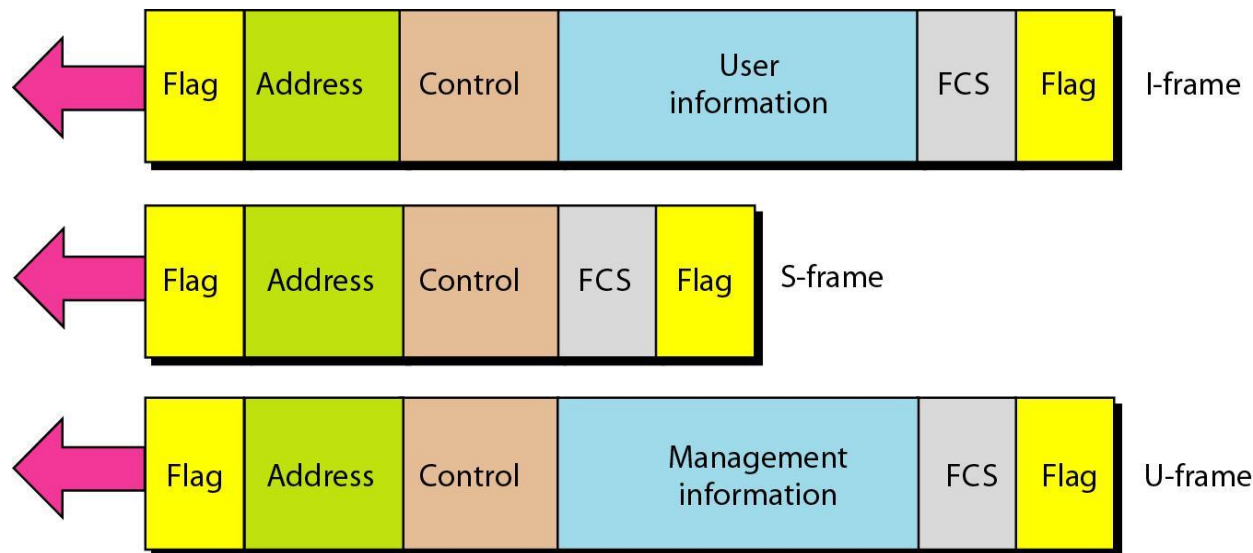 Flag Address Control User information FCS Flag I-frame
Flag Address Control FCS Flag S-frame
Flag Address Control Management information FCS Flag U-frame